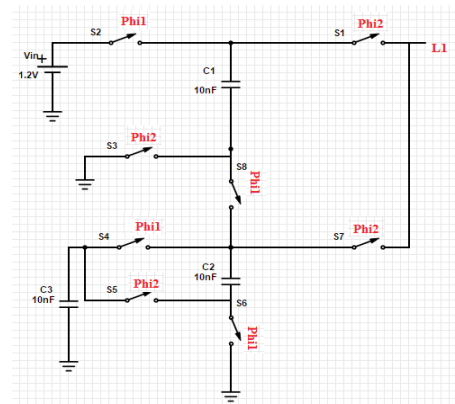 Phi1
Phi2
S2
S1
L1
Vin
+
1.2V
C1
10nF
Phi2
S3
S8
Phi1
Phi1
Phi2
S4
S7
C2
10nF
C3
10nF
S5
Phi2
S6
Phi1